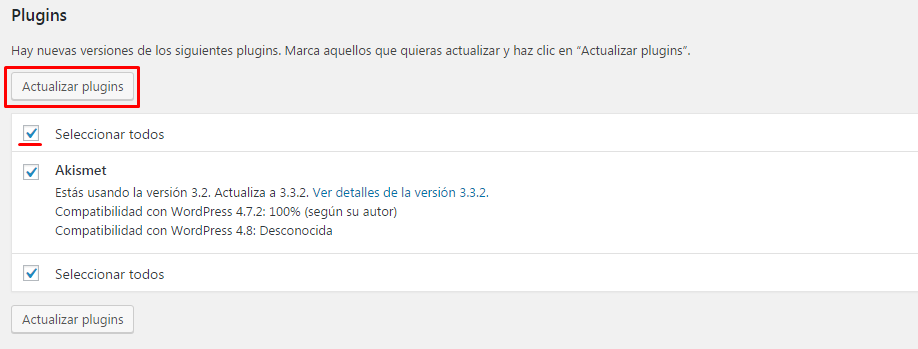 Plugins
Hay nuevas versiones de los siguientes plugins. Marca aquellos que quieras actualizar y haz clic en “Actualizar plugins”.
Actualizar plugins
Seleccionar todos
Akismet
Estás usando la versión 3.2. Actualiza a 3.3.2. Ver detalles de la versión 3.3.2.
Compatibilidad con WordPress 4.7.2: 100% (según su autor)
Compatibilidad con WordPress 4.8: Desconocida
Seleccionar todos
Actualizar plugins